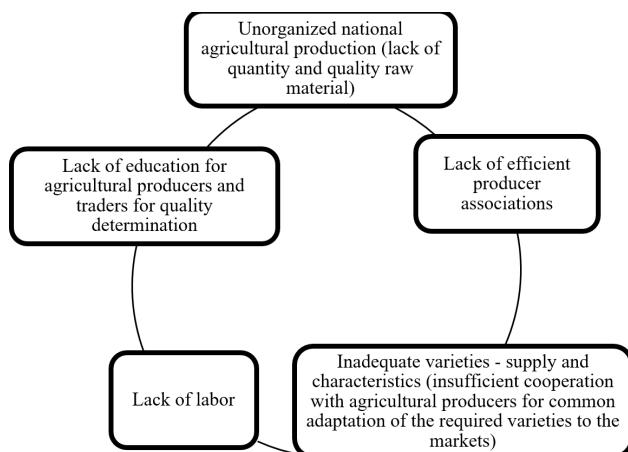 Unorganized national
agricultural production (lack of
quantity and quality raw
material)
Lack of education for
agricultural producers and
traders for quality
determination
Lack of efficient
producer
associations
Lack of labor
Inadequate varieties - supply and
characteristics (insufficient cooperation
with agricultural producers for common
adaptation of the required varieties to the
markets)